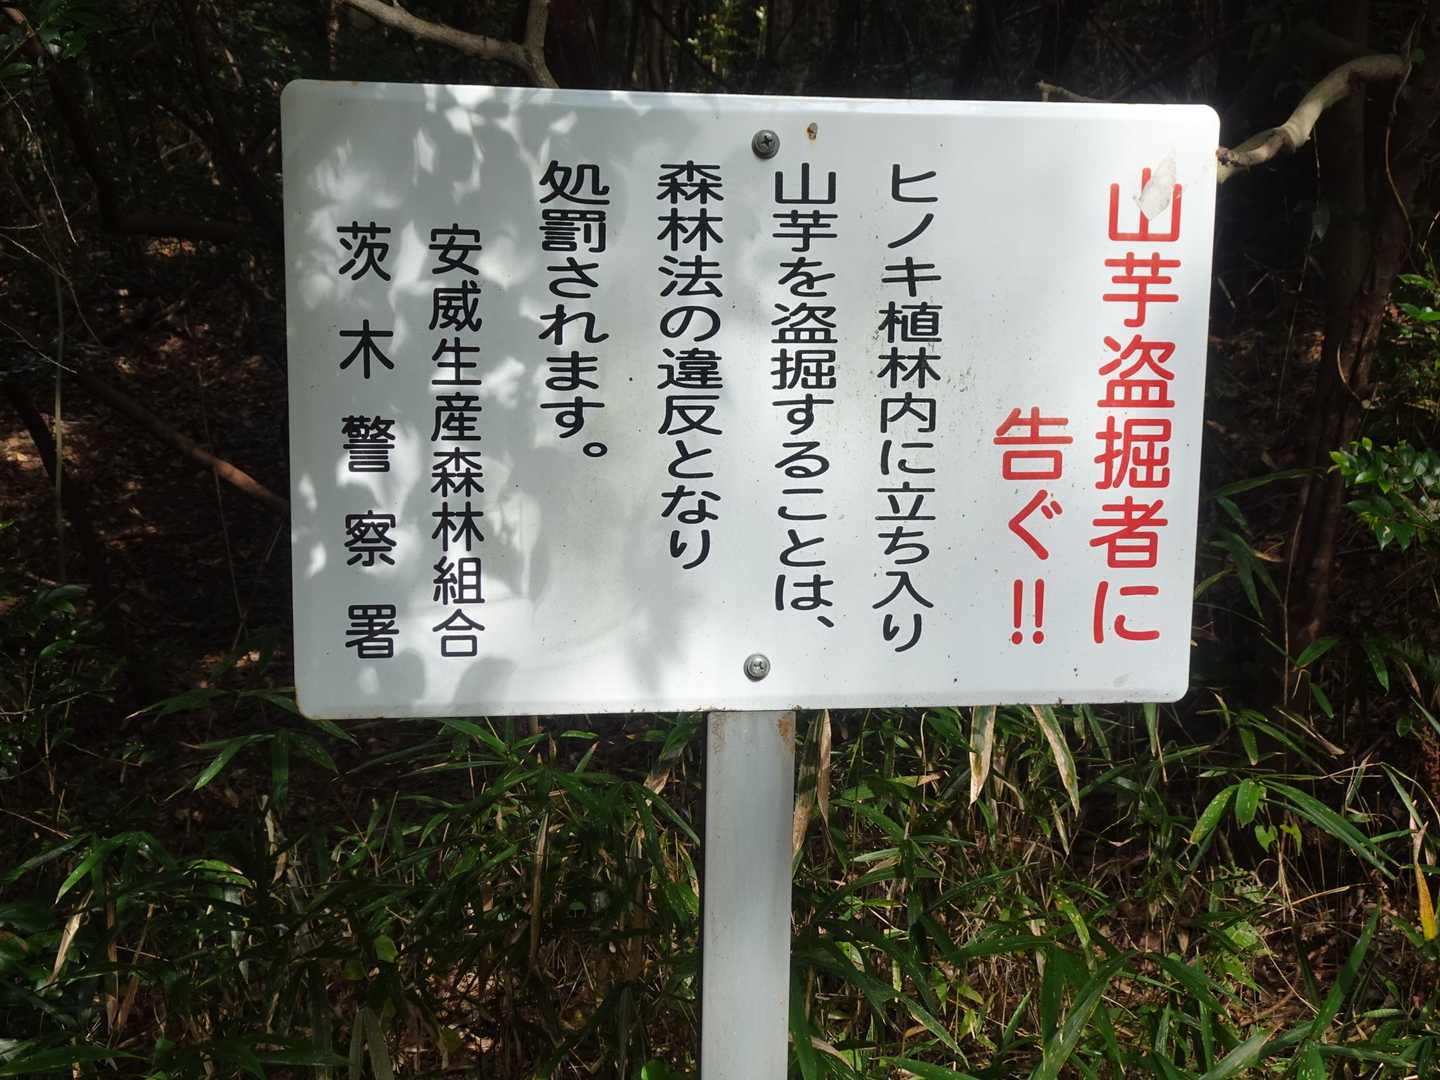 山芋盗掘者に
告ぐ!!
ヒノキ植林内に立ち入り
山芋を盗掘することは、
森林法の違反となり
処罰されます。
安威生産森林組合
茨木警察署